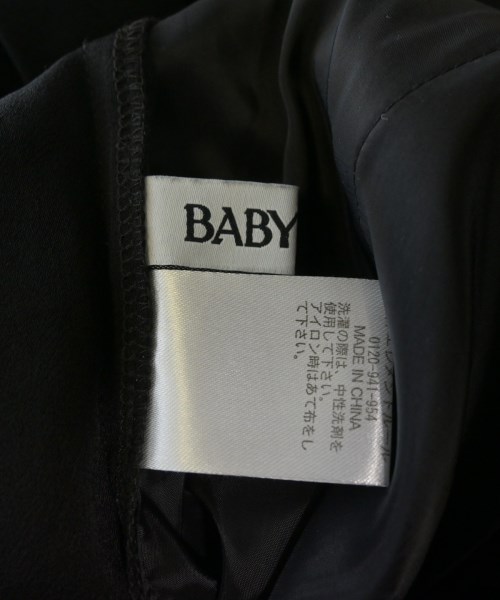 BABY
0120-941-954
MADE IN CHINA
洗濯の際は、中性洗剤を
使用して下さい。
アイロン時はあて布をし
て下さい。